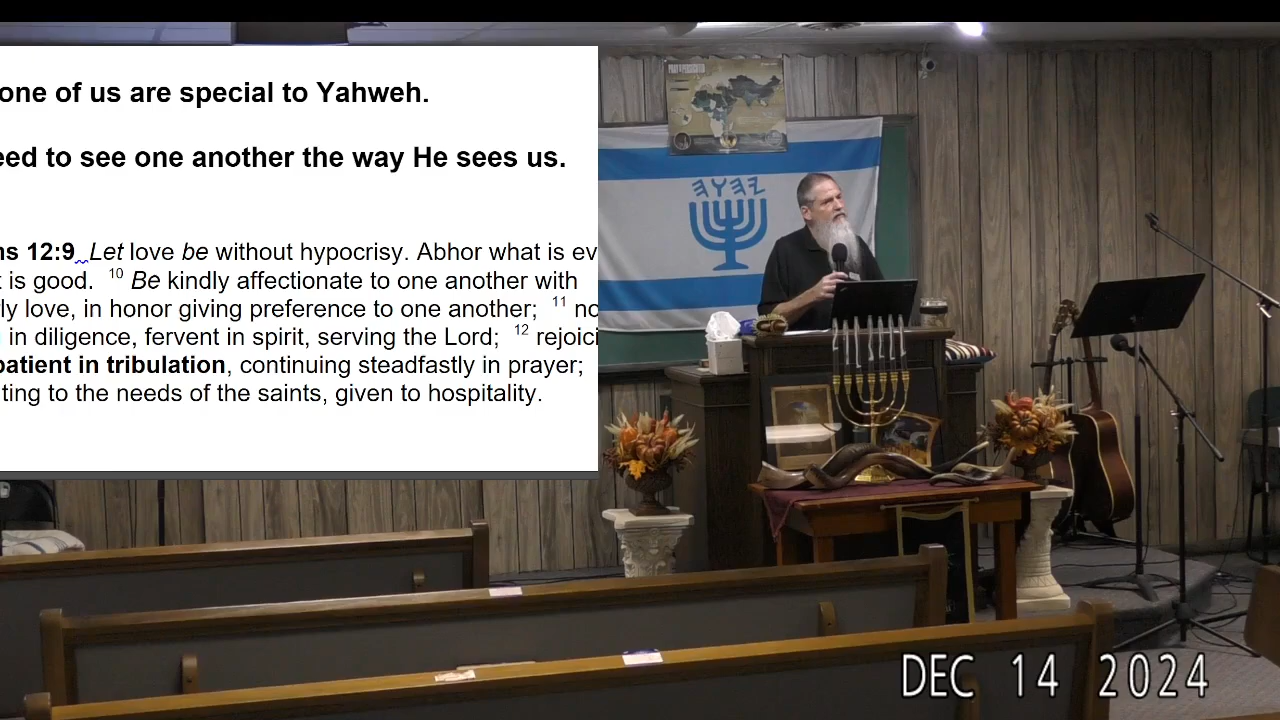 one of us are special to Yahweh.
eed to see one another the way He sees us.
ns 12:9 Let love be without hypocrisy. Abhor what is ev
t is good. 10 Be kindly affectionate to one another with
rly love, in honor giving preference to one another; 11 no
in diligence, fervent in spirit, serving the Lord; 12 rejoici
patient in tribulation, continuing steadfastly in prayer;
ting to the needs of the saints, given to hospitality.
𐤉𐤄𐤅𐤄
DEC 14 2024